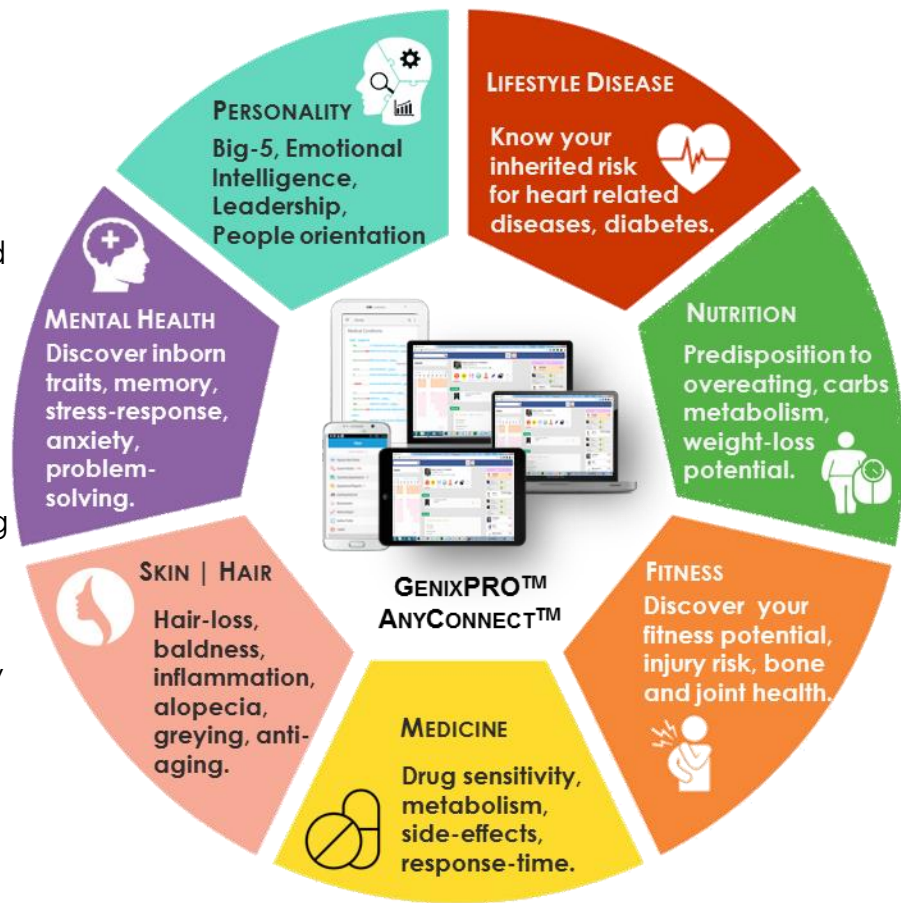 PERSONALITY
Big-5, Emotional
Intelligence,
Leadership,
People orientation
LIFESTYLE DISEASE
Know your
inherited risk
for heart related
diseases, diabetes.
NUTRITION
Predisposition to
overeating, carbs
metabolism,
weight-loss
potential.
FITNESS
Discover your
fitness potential,
injury risk, bone
and joint health.
MEDICINE
Drug sensitivity,
metabolism,
side-effects,
response-time.
SKIN | HAIR
Hair-loss,
baldness,
inflammation,
alopecia,
greying, anti-
aging.
MENTAL HEALTH
Discover inborn
traits, memory,
stress-response,
anxiety,
problem-
solving.
GENIXPRO™
ANYCONNECT™